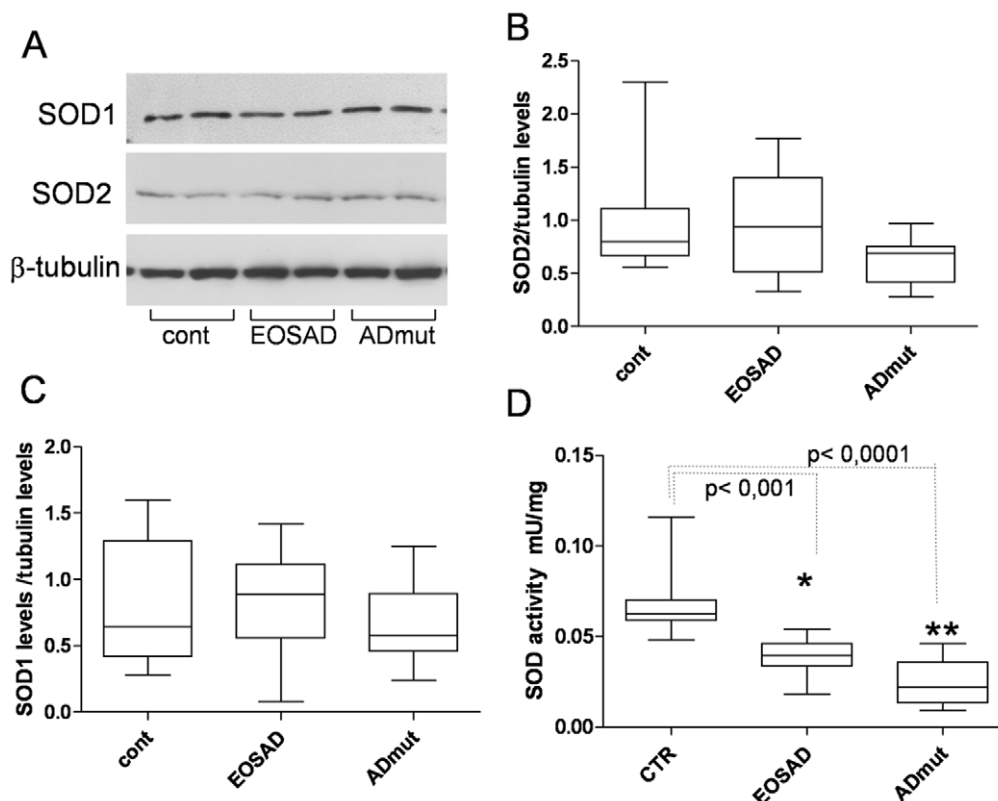 A
SOD1
SOD2
β-tubulin
cont EOSAD ADmut
B
SOD2/tubulin levels
2.5
2.0
1.5
1.0
0.5
0.0
cont EOSAD ADmut
C
SOD1 levels /tubulin levels
2.0
1.5
1.0
0.5
0.0
cont EOSAD ADmut
D
SOD activity mU/mg
0.15
0.10
0.05
0.00
p< 0,0001
p< 0,001
*
**
CTR EOSAD ADmut